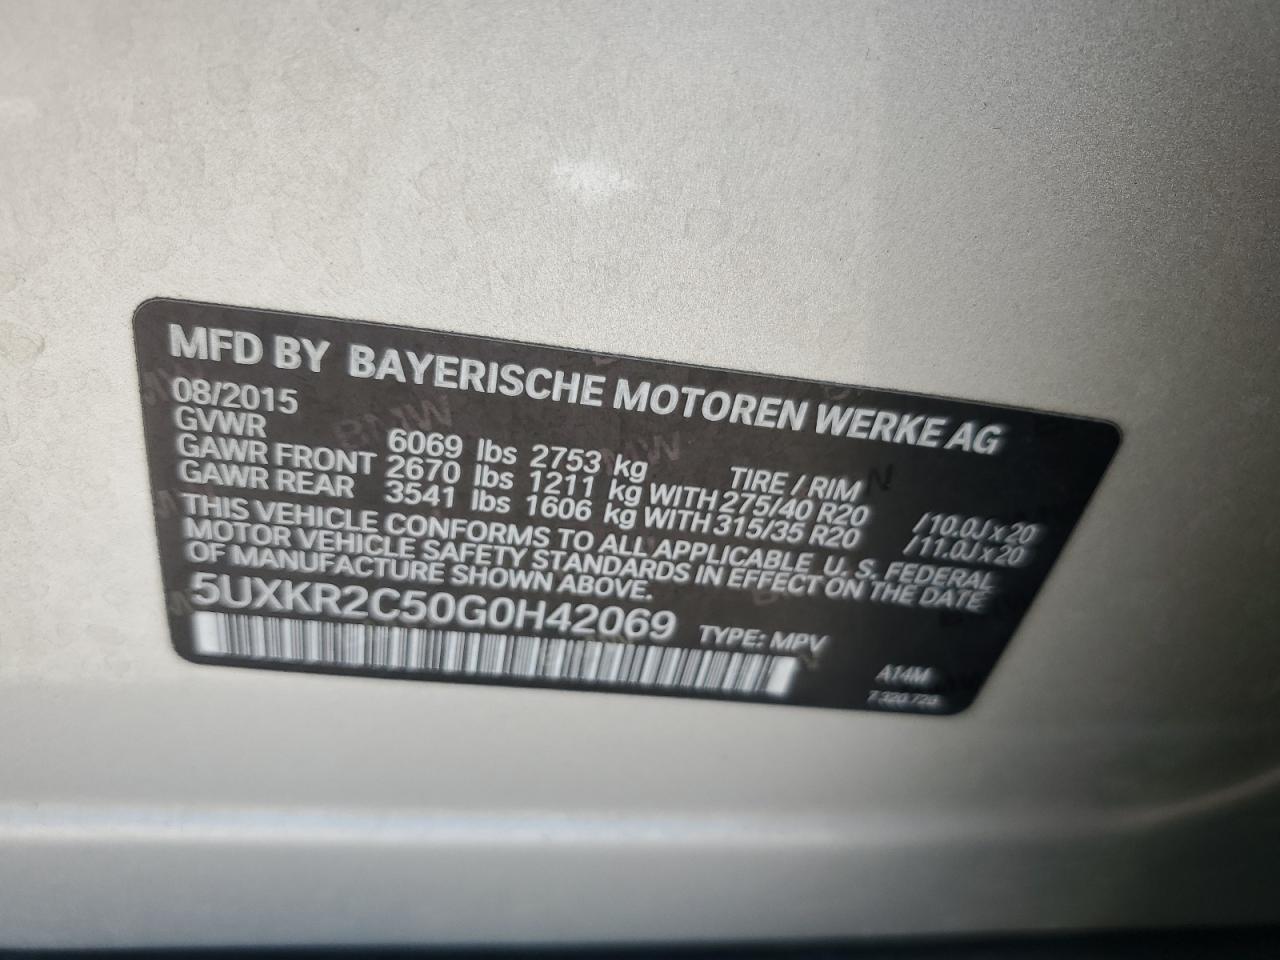 MFD BY BAYERISCHE MOTOREN WERKE AG
08/2015
GVWR 6069 lbs 2753 kg TIRE / RIM
GAWR FRONT 2670 lbs 1211 kg WITH 275/40 R20 /10.0J x 20
GAWR REAR 3541 lbs 1606 kg WITH 315/35 R20 /11.0J x 20
THIS VEHICLE CONFORMS TO ALL APPLICABLE U. S. FEDERAL
MOTOR VEHICLE SAFETY STANDARDS IN EFFECT ON THE DATE
OF MANUFACTURE SHOWN ABOVE.
5UXKR2C50G0H42069 TYPE: MPV
A14M